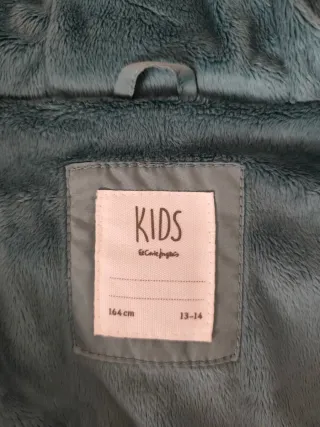 KIDS
El Corte Inglés
164 cm
13-14